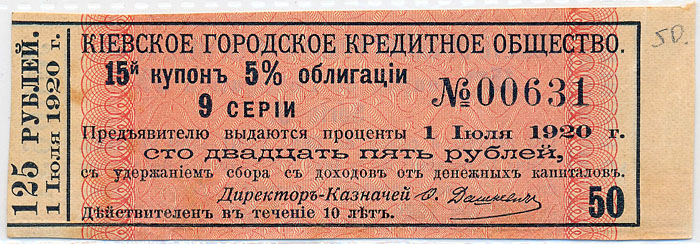 125 РУБЛЕЙ.
1 Іюля 1920 г.
КІЕВСКОЕ ГОРОДСКОЕ КРЕДИТНОЕ ОБЩЕСТВО.
50.
15й купонъ 5% облигаціи
№00631
9 СЕРІИ
Предъявителю выдаются проценты 1 Іюля 1920 г.
сто двадцать пять рублей,
съ удержаніемъ сбора съ доходовъ отъ денежныхъ капиталовъ.
Директоръ-Казначей
Дѣйствителенъ въ теченіе 10 лѣтъ.
50